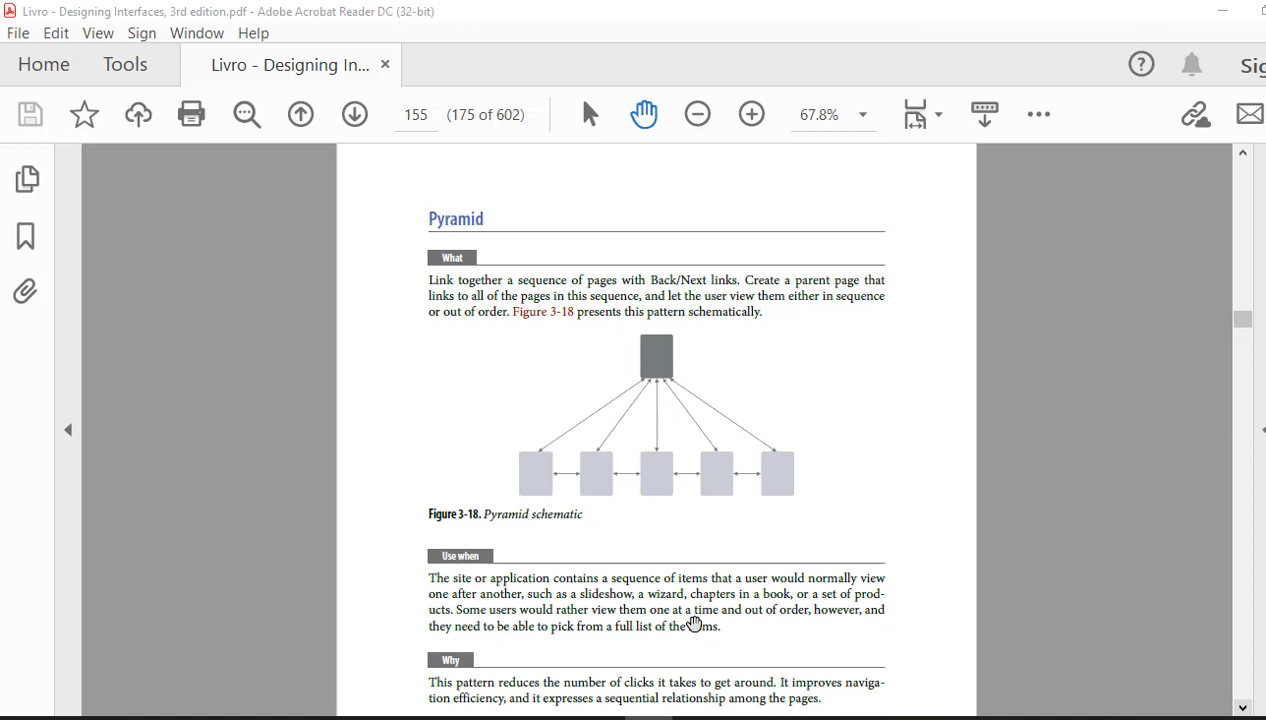 Livro - Designing Interfaces, 3rd edition.pdf - Adobe Acrobat Reader DC (32-bit)
File Edit View Sign Window Help
Home Tools Livro - Designing In... ×
155 (175 of 602) 67.8%
Pyramid
What
Link together a sequence of pages with Back/Next links. Create a parent page that
links to all of the pages in this sequence, and let the user view them either in sequence
or out of order. Figure 3-18 presents this pattern schematically.
Figure 3-18. Pyramid schematic
Use when
The site or application contains a sequence of items that a user would normally view
one after another, such as a slideshow, a wizard, chapters in a book, or a set of prod-
ucts. Some users would rather view them one at a time and out of order, however, and
they need to be able to pick from a full list of the
Why
This pattern reduces the number of clicks it takes to get around. It improves naviga-
tion efficiency, and it expresses a sequential relationship among the pages.